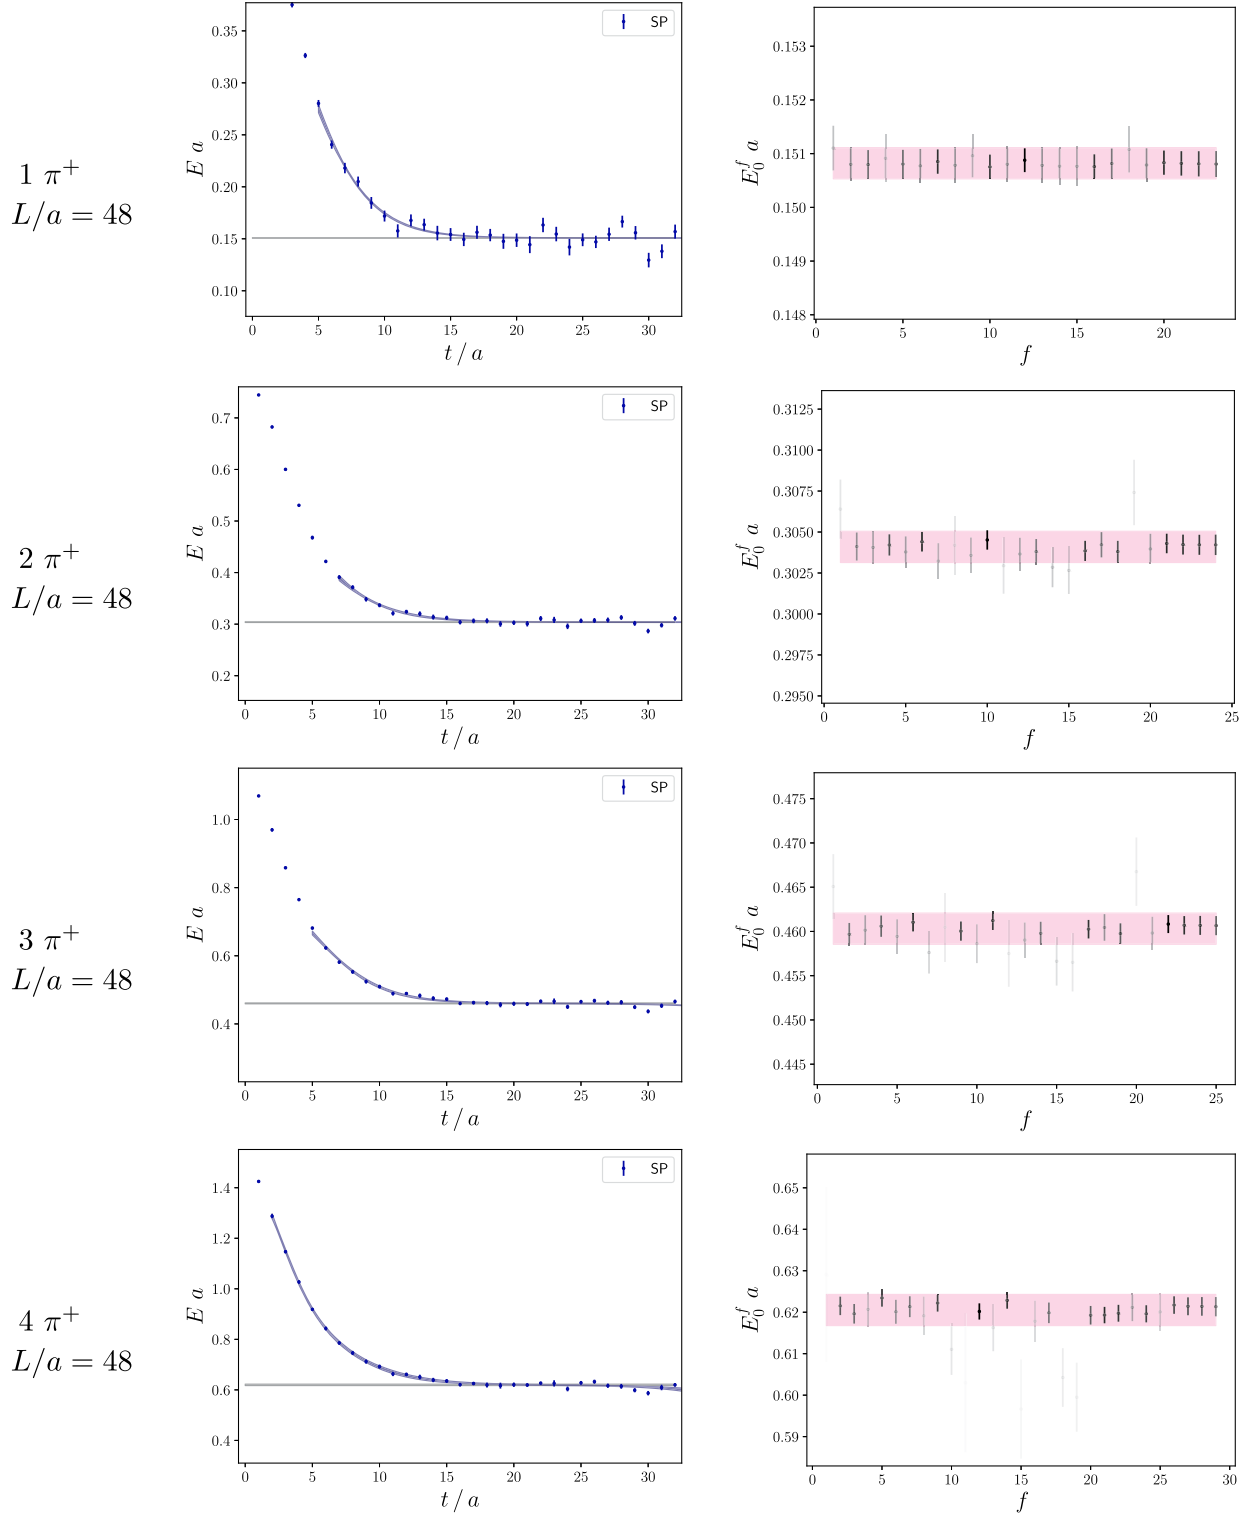 1 π⁺
L/a = 48
E a
0.35
0.30
0.25
0.20
0.15
0.10
SP
0 5 10 15 20 25 30
t / a
E₀ᶠ a
0.153
0.152
0.151
0.150
0.149
0.148
0 5 10 15 20
f
2 π⁺
L/a = 48
E a
0.7
0.6
0.5
0.4
0.3
0.2
SP
0 5 10 15 20 25 30
t / a
E₀ᶠ a
0.3125
0.3100
0.3075
0.3050
0.3025
0.3000
0.2975
0.2950
0 5 10 15 20 25
f
3 π⁺
L/a = 48
E a
1.0
0.8
0.6
0.4
SP
0 5 10 15 20 25 30
t / a
E₀ᶠ a
0.475
0.470
0.465
0.460
0.455
0.450
0.445
0 5 10 15 20 25
f
4 π⁺
L/a = 48
E a
1.4
1.2
1.0
0.8
0.6
0.4
SP
0 5 10 15 20 25 30
t / a
E₀ᶠ a
0.65
0.64
0.63
0.62
0.61
0.60
0.59
0 5 10 15 20 25 30
f